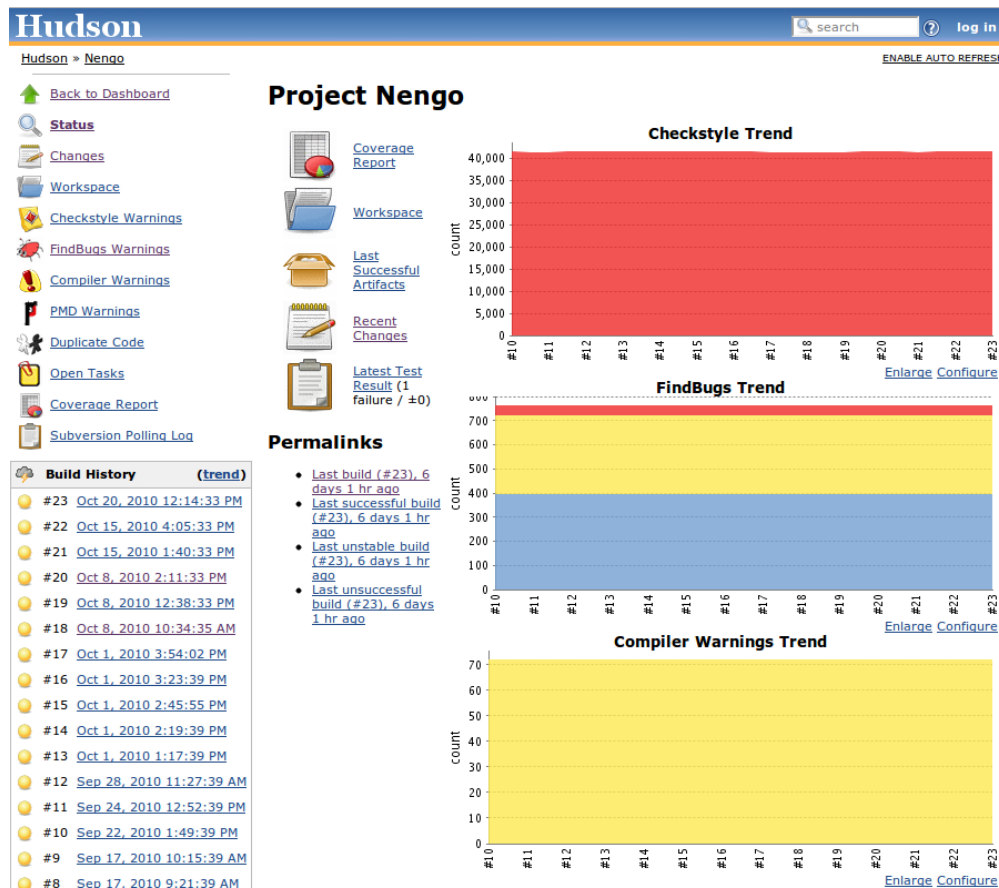 Hudson
search
log in
Hudson » Nengo
ENABLE AUTO REFRESH
Back to Dashboard
Status
Changes
Workspace
Checkstyle Warnings
FindBugs Warnings
Compiler Warnings
PMD Warnings
Duplicate Code
Open Tasks
Coverage Report
Subversion Polling Log
Build History (trend)
#23 Oct 20, 2010 12:14:33 PM
#22 Oct 15, 2010 4:05:33 PM
#21 Oct 15, 2010 1:40:33 PM
#20 Oct 8, 2010 2:11:33 PM
#19 Oct 8, 2010 12:38:33 PM
#18 Oct 8, 2010 10:34:35 AM
#17 Oct 1, 2010 3:54:02 PM
#16 Oct 1, 2010 3:23:39 PM
#15 Oct 1, 2010 2:45:55 PM
#14 Oct 1, 2010 2:19:39 PM
#13 Oct 1, 2010 1:17:39 PM
#12 Sep 28, 2010 11:27:39 AM
#11 Sep 24, 2010 12:52:39 PM
#10 Sep 22, 2010 1:49:39 PM
#9 Sep 17, 2010 10:15:39 AM
#8 Sep 17, 2010 9:21:39 AM
Project Nengo
Coverage
Report
Workspace
Last
Successful
Artifacts
Recent
Changes
Latest Test
Result (1
failure / ±0)
Permalinks
Last build (#23), 6
days 1 hr ago
Last successful build
(#23), 6 days 1 hr
ago
Last unstable build
(#23), 6 days 1 hr
ago
Last unsuccessful
build (#23), 6 days
1 hr ago
Checkstyle Trend
count
40,000
35,000
30,000
25,000
20,000
15,000
10,000
5,000
0
#10 #11 #12 #13 #14 #15 #16 #17 #18 #19 #20 #21 #22 #23
Enlarge Configure
FindBugs Trend
count
800
700
600
500
400
300
200
100
0
#10 #11 #12 #13 #14 #15 #16 #17 #18 #19 #20 #21 #22 #23
Enlarge Configure
Compiler Warnings Trend
count
70
60
50
40
30
20
10
0
#10 #11 #12 #13 #14 #15 #16 #17 #18 #19 #20 #21 #22 #23
Enlarge Configure